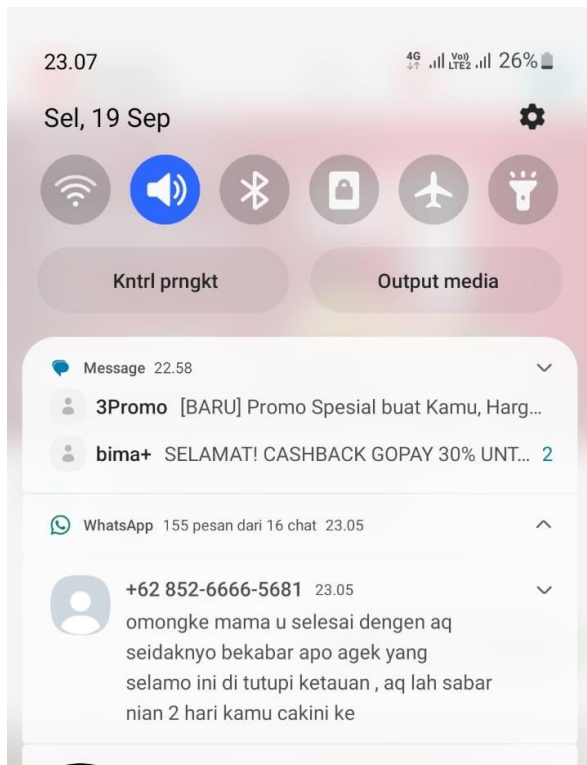 23.07 4G Vo)) LTE2 26%
Sel, 19 Sep
Kntrl prngkt Output media
Message 22.58
3Promo [BARU] Promo Spesial buat Kamu, Harg...
bima+ SELAMAT! CASHBACK GOPAY 30% UNT... 2
WhatsApp 155 pesan dari 16 chat 23.05
+62 852-6666-5681 23.05
omongke mama u selesai dengen aq
seidaknyo bekabar apo agek yang
selamo ini di tutupi ketauan , aq lah sabar
nian 2 hari kamu cakini ke